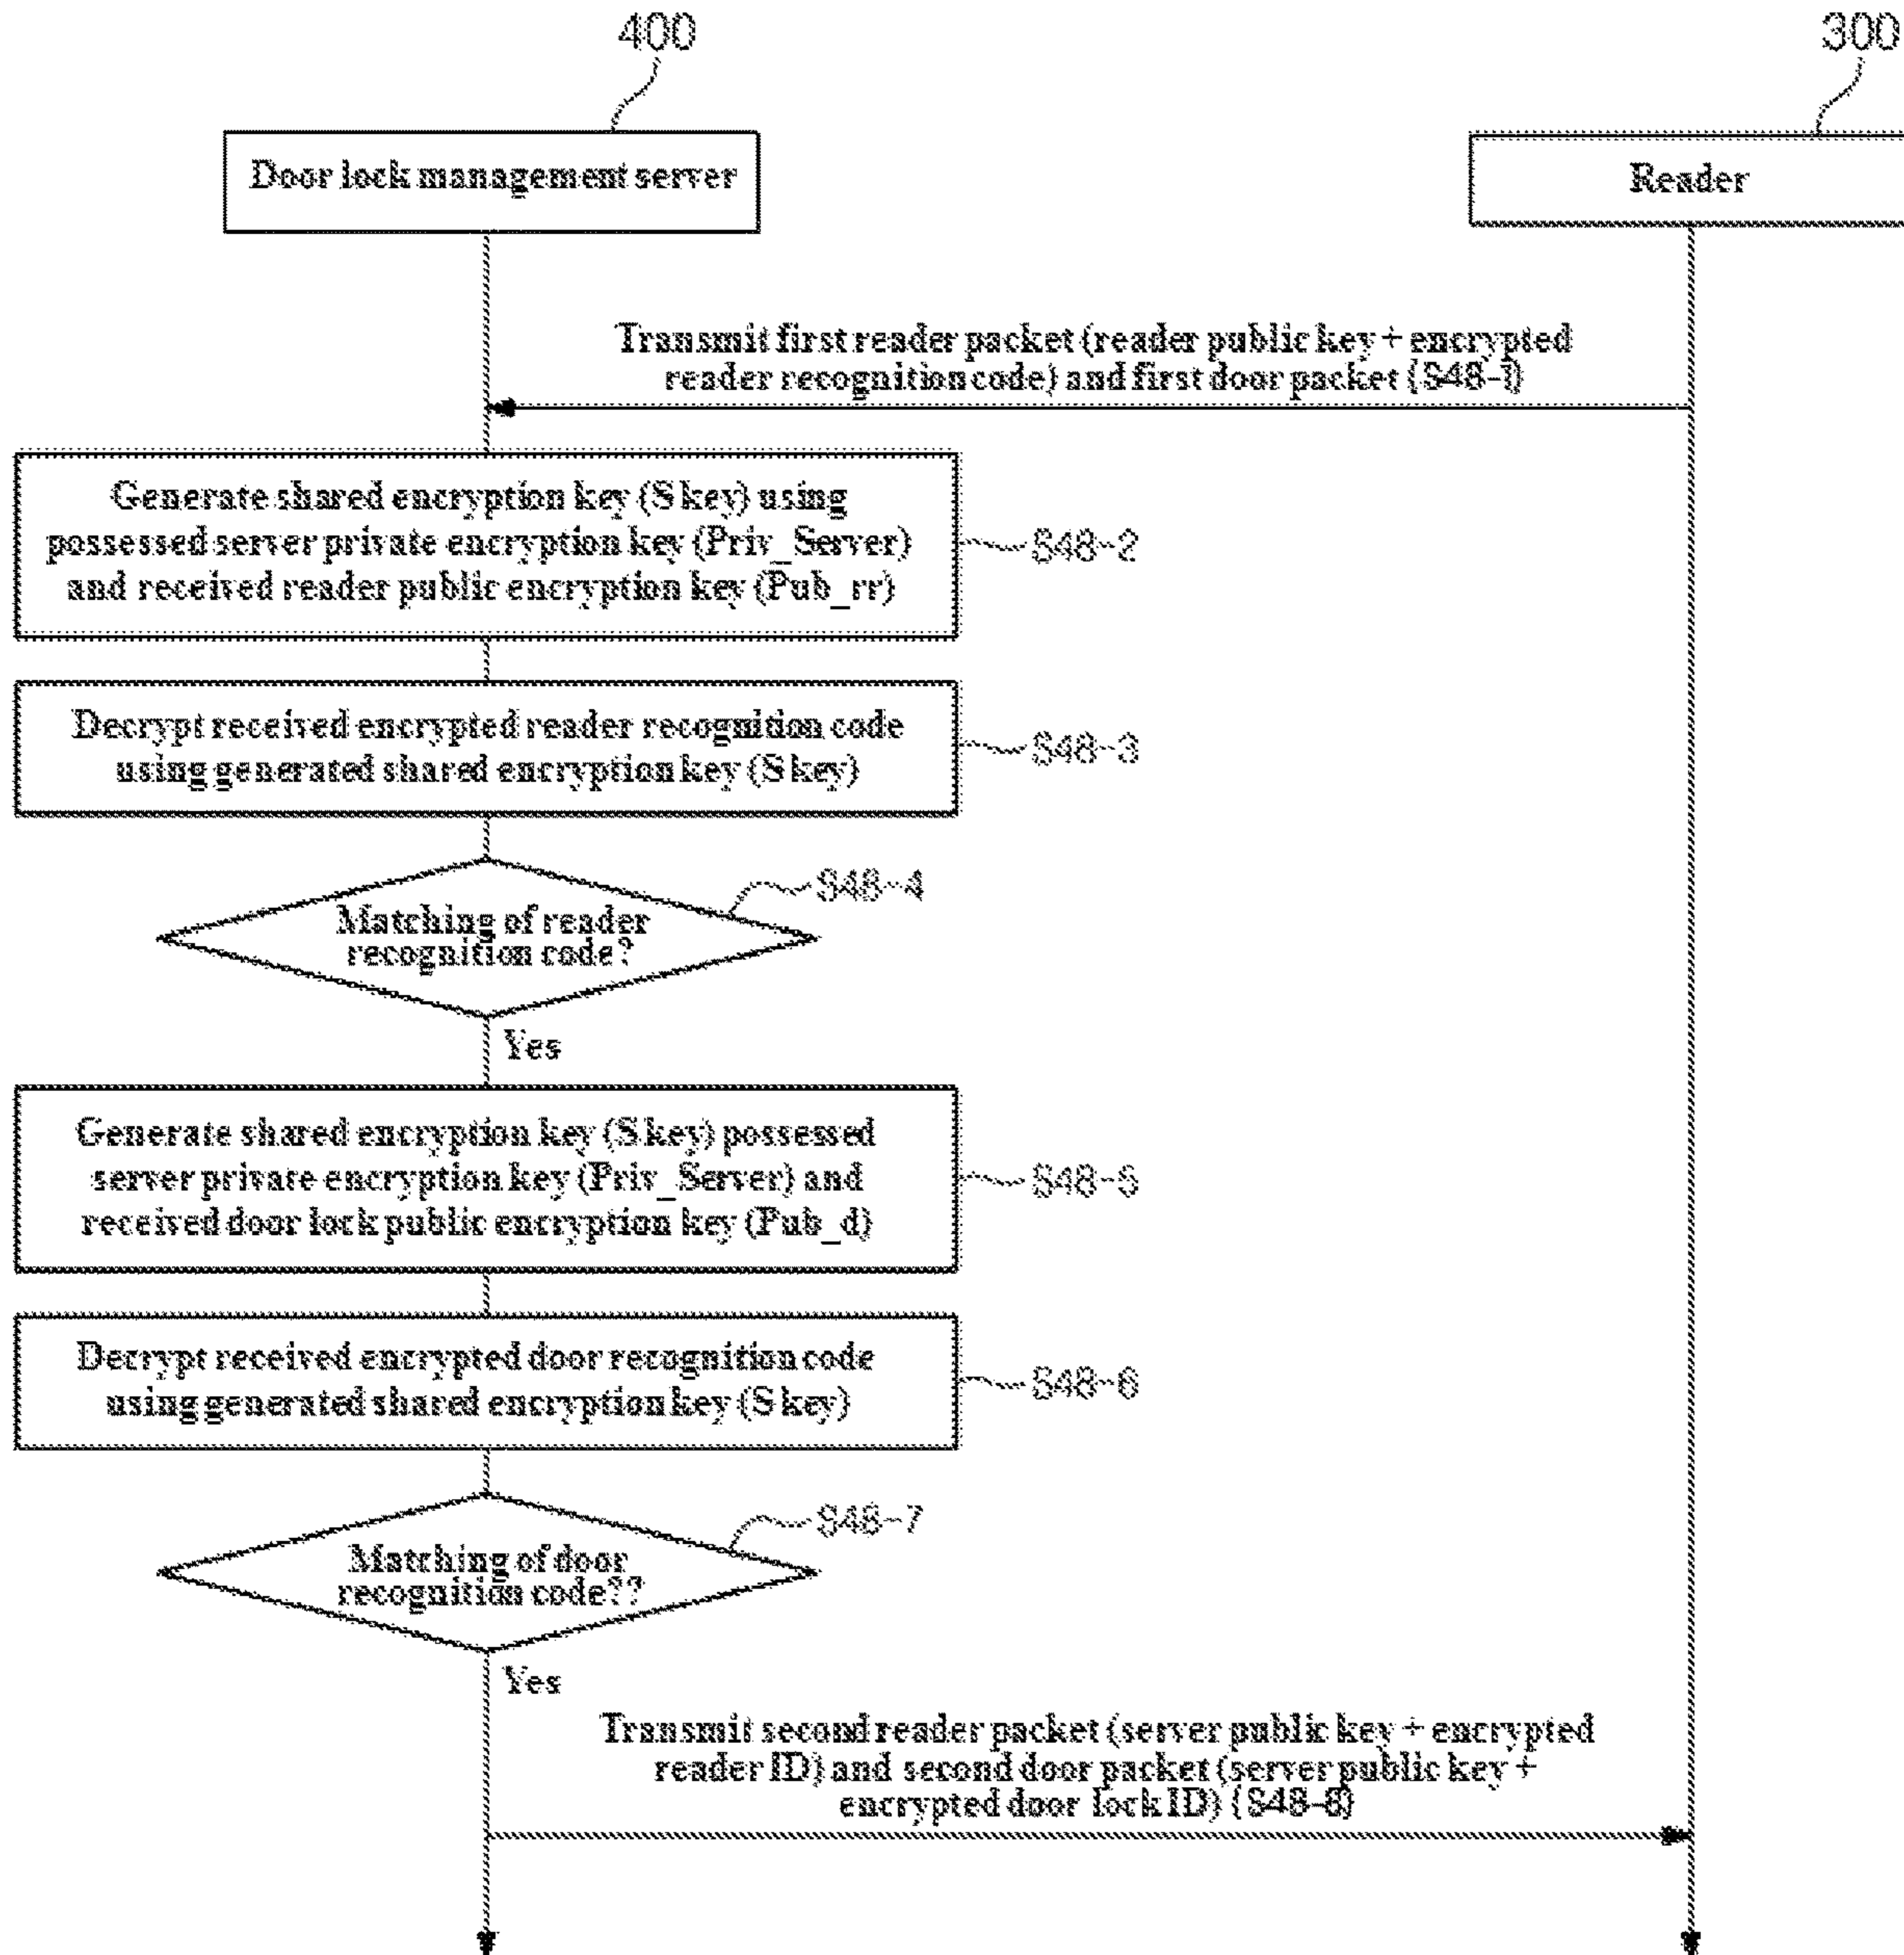 400
300
Door lock management server
Reader
Transmit first reader packet (reader public key + encrypted
reader recognition code) and first door packet (S48-1)
Generate shared encryption key (S key) using
possessed server private encryption key (Priv_Server)
and received reader public encryption key (Pub_rr)
S48-2
Decrypt received encrypted reader recognition code
using generated shared encryption key (S key)
S48-3
S48-4
Matching of reader
recognition code?
Yes
Generate shared encryption key (S key) possessed
server private encryption key (Priv_Server) and
received door lock public encryption key (Pub_d)
S48-5
Decrypt received encrypted door recognition code
using generated shared encryption key (S key)
S48-6
S48-7
Matching of door
recognition code??
Yes
Transmit second reader packet (server public key + encrypted
reader ID) and second door packet (server public key +
encrypted door lock ID) (S48-8)